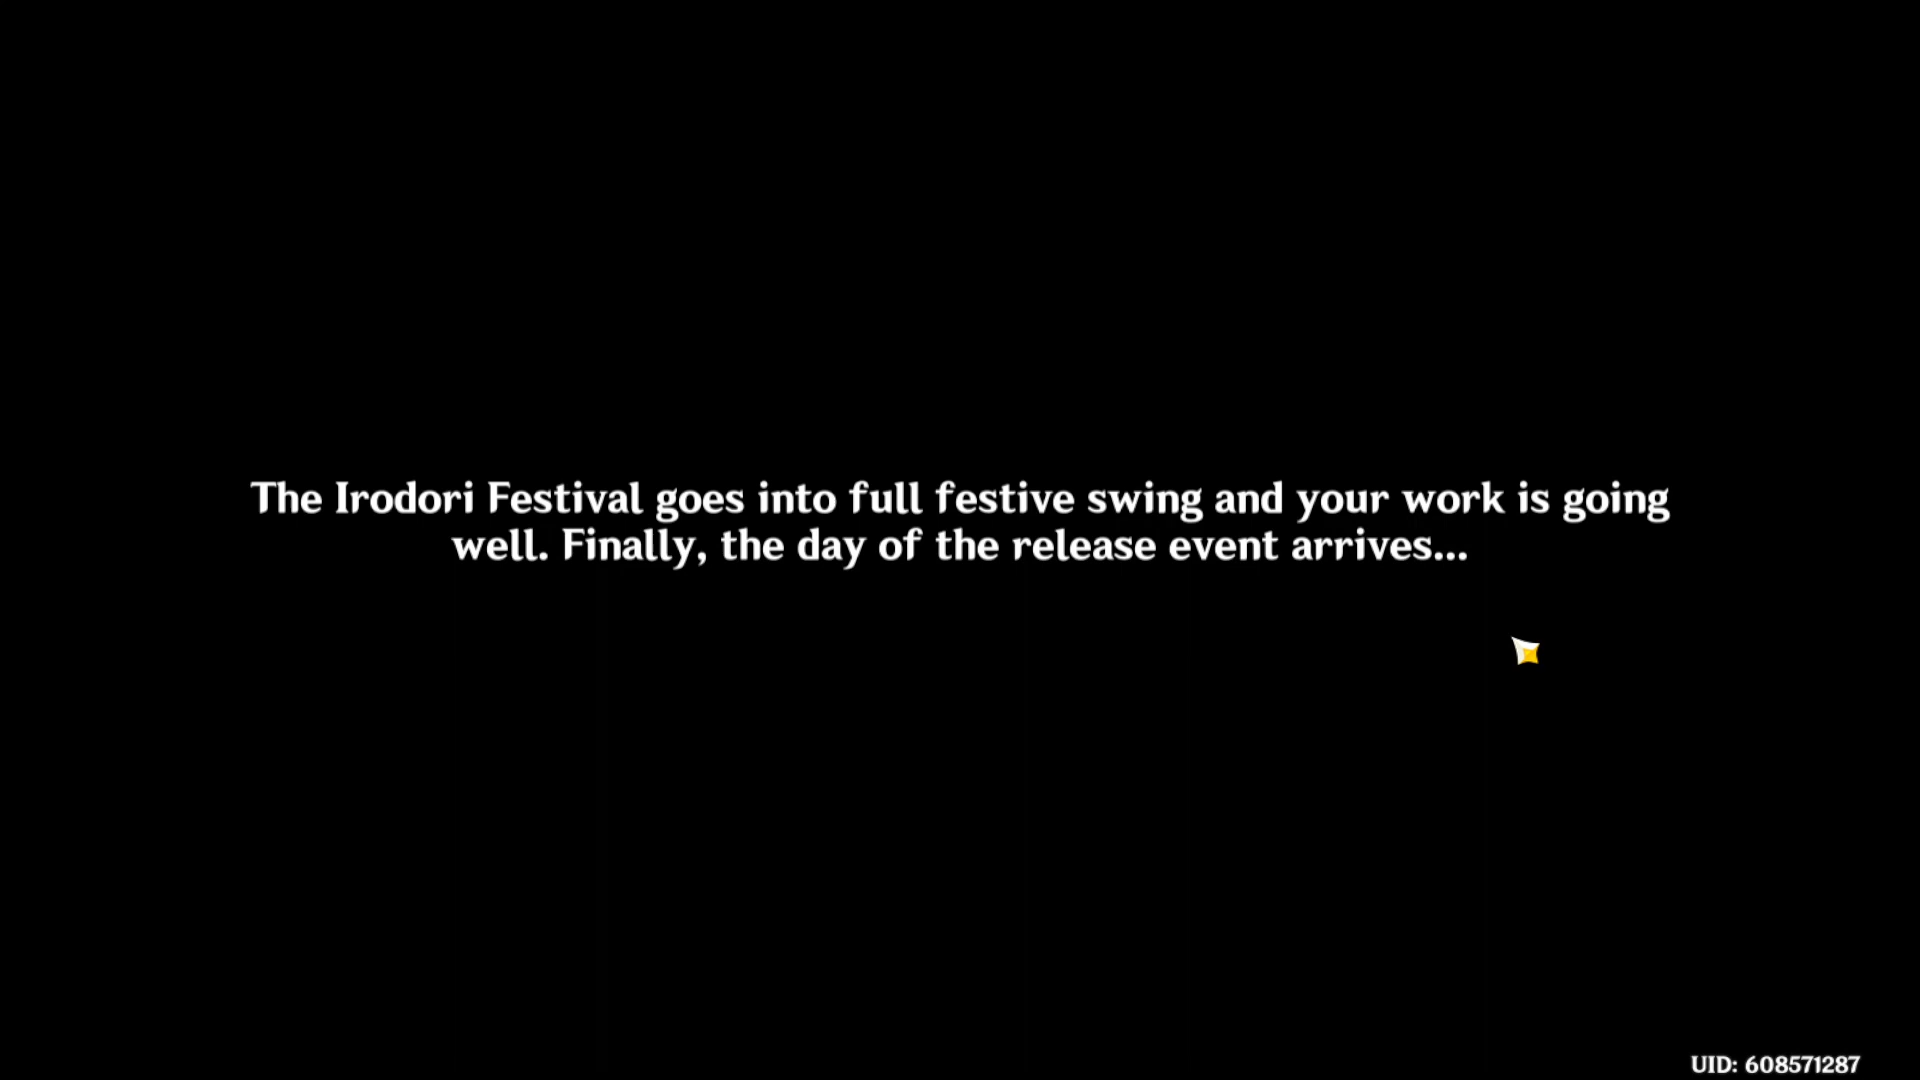 The Irodori Festival goes into full festive swing and your work is going
well. Finally, the day of the release event arrives...
UID: 608571287